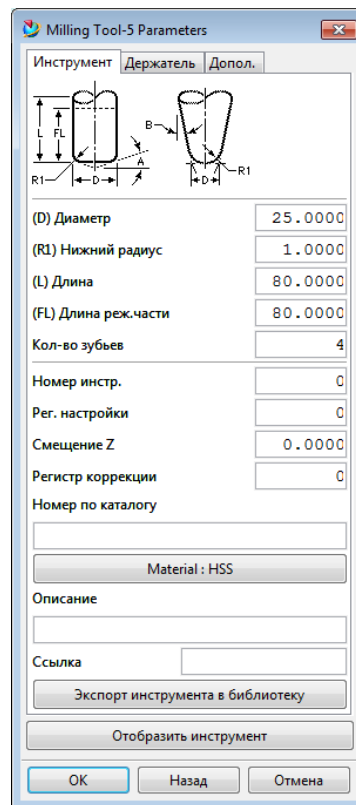 Milling Tool-5 Parameters
Инструмент Держатель Допол.
L FL B
A
R1 D D R1
(D) Диаметр 25.0000
(R1) Нижний радиус 1.0000
(L) Длина 80.0000
(FL) Длина реж.части 80.0000
Кол-во зубьев 4
Номер инстр. 0
Рег. настройки 0
Смещение Z 0.0000
Регистр коррекции 0
Номер по каталогу
Material : HSS
Описание
Ссылка
Экспорт инструмента в библиотеку
Отобразить инструмент
OK Назад Отмена